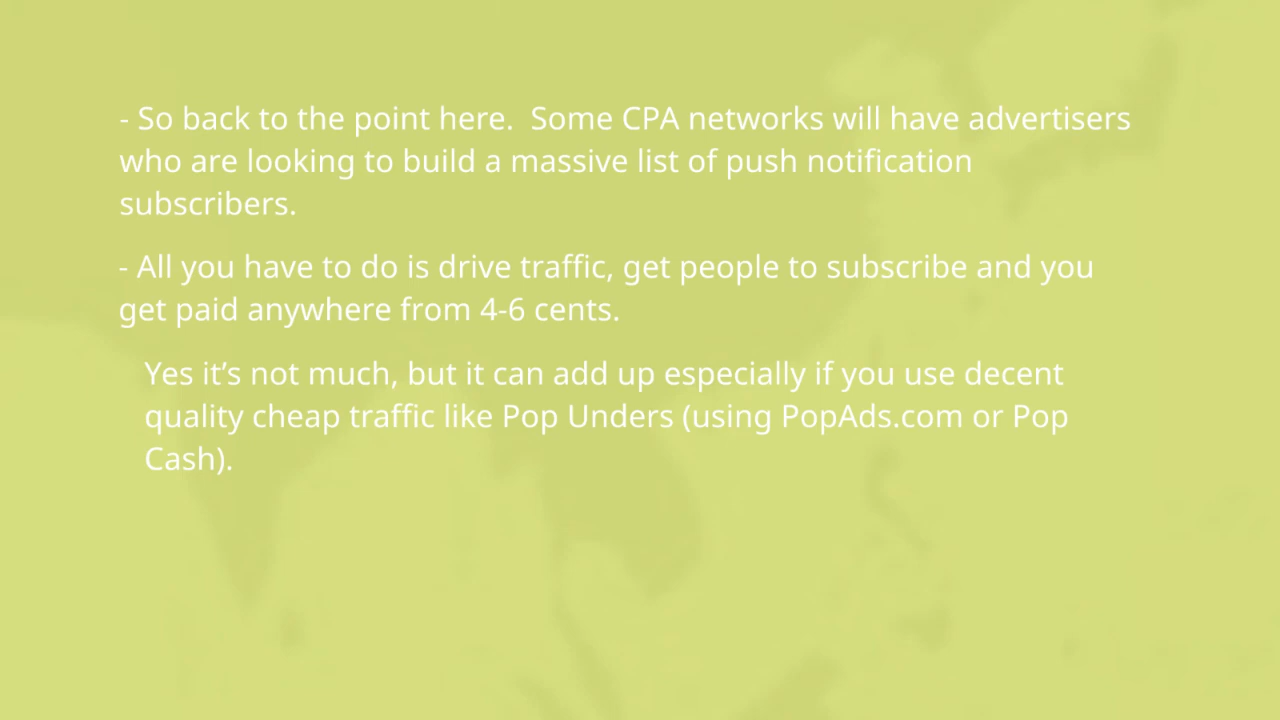 - So back to the point here.  Some CPA networks will have advertisers
who are looking to build a massive list of push notification
subscribers.
- All you have to do is drive traffic, get people to subscribe and you
get paid anywhere from 4-6 cents.
Yes it’s not much, but it can add up especially if you use decent
quality cheap traffic like Pop Unders (using PopAds.com or Pop
Cash).